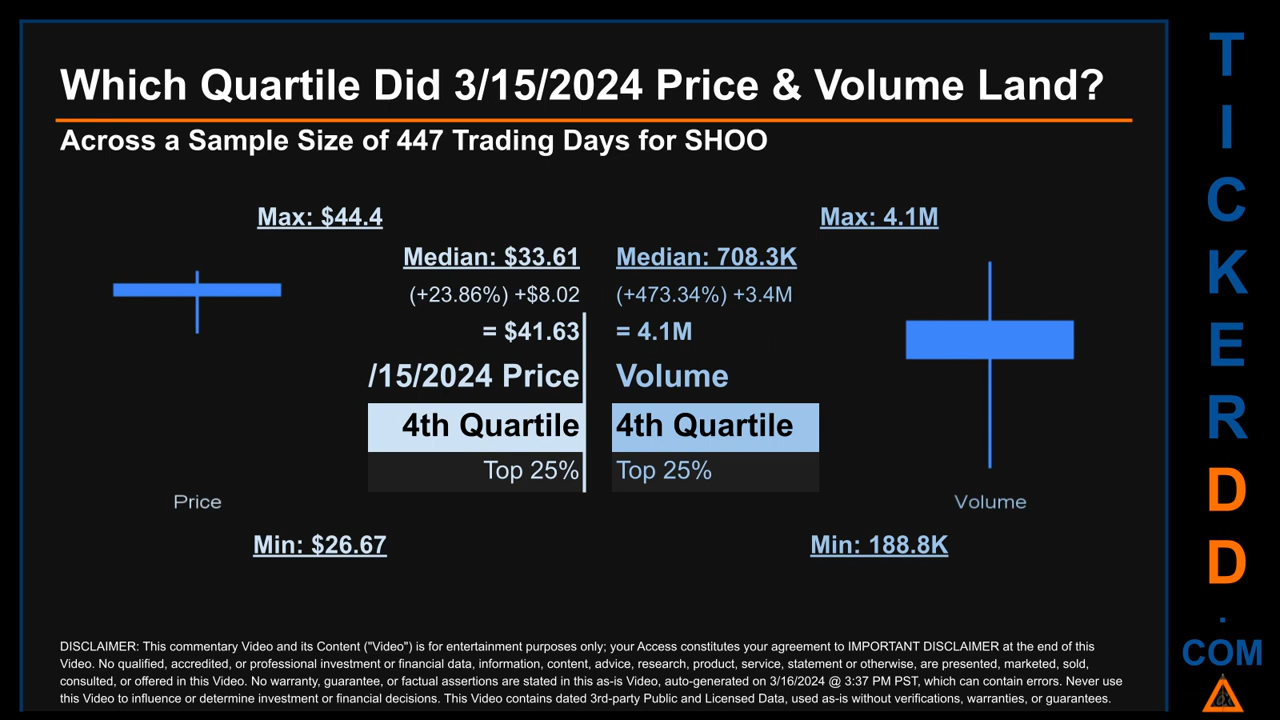 Which Quartile Did 3/15/2024 Price & Volume Land?
Across a Sample Size of 447 Trading Days for SHOO
Max: $44.4
Median: $33.61
(+23.86%) +$8.02
= $41.63
/15/2024 Price
4th Quartile
Top 25%
Price
Min: $26.67
Max: 4.1M
Median: 708.3K
(+473.34%) +3.4M
= 4.1M
Volume
4th Quartile
Top 25%
Volume
Min: 188.8K
DISCLAIMER: This commentary Video and its Content ("Video") is for entertainment purposes only; your Access constitutes your agreement to IMPORTANT DISCLAIMER at the end of this
Video. No qualified, accredited, or professional investment or financial data, information, content, advice, research, product, service, statement or otherwise, are presented, marketed, sold,
consulted, or offered in this Video. No warranty, guarantee, or factual assertions are stated in this as-is Video, auto-generated on 3/16/2024 @ 3:37 PM PST, which can contain errors. Never use
this Video to influence or determine investment or financial decisions. This Video contains dated 3rd-party Public and Licensed Data, used as-is without verifications, warranties, or guarantees.
T
I
C
K
E
R
D
D
.
COM